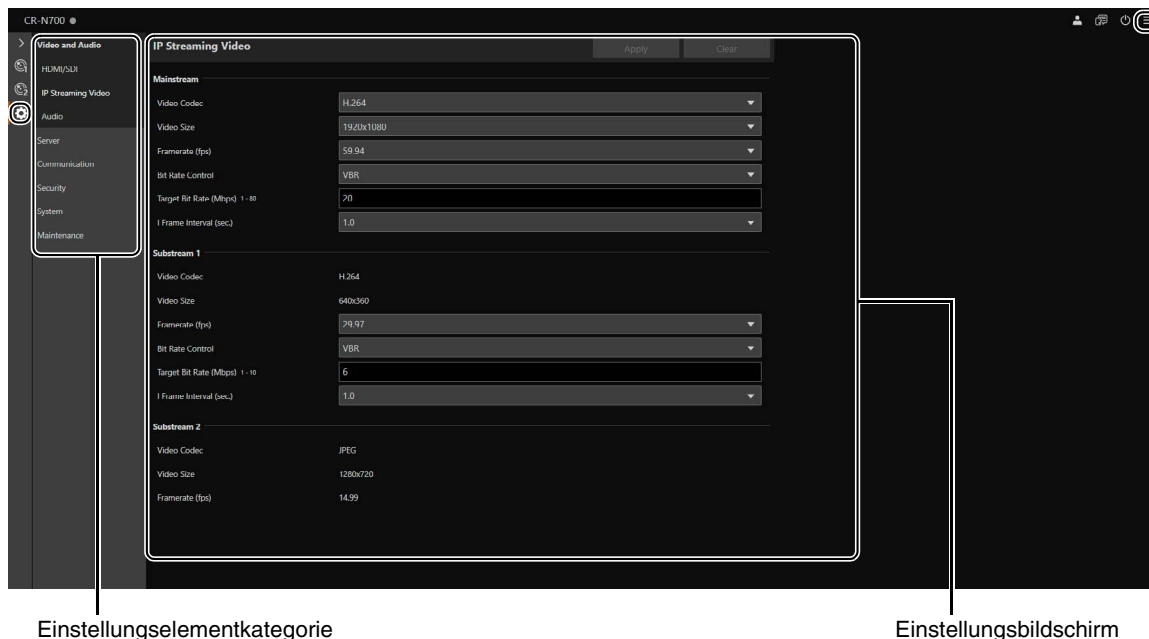 CR-N700
Video and Audio
HDMI/SDI
IP Streaming Video
Audio
Server
Communication
Security
System
Maintenance
IP Streaming Video
Apply
Clear
Mainstream
Video Codec H.264
Video Size 1920x1080
Framerate (fps) 59.94
Bit Rate Control VBR
Target Bit Rate (Mbps) 1 - 80 20
I Frame Interval (sec.) 1.0
Substream 1
Video Codec H.264
Video Size 640x360
Framerate (fps) 29.97
Bit Rate Control VBR
Target Bit Rate (Mbps) 1 - 10 6
I Frame Interval (sec.) 1.0
Substream 2
Video Codec JPEG
Video Size 1280x720
Framerate (fps) 14.99
Einstellungselementkategorie
Einstellungsbildschirm